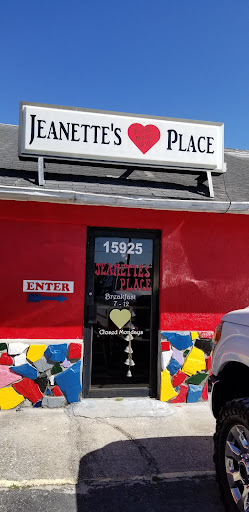 JEANETTE'S PLACE
15925
JEANETTE'S
PLACE
Breakfast
7 - 12
Closed Mondays
ENTER